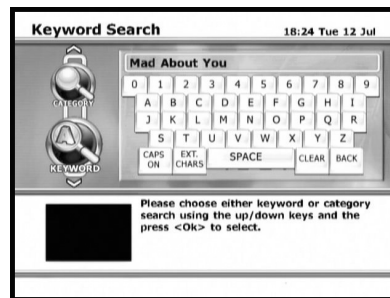 Keyword Search 18:24 Tue 12 Jul
Mad About You
0 1 2 3 4 5 6 7 8 9
CATEGORY
A B C D E F G H I
J K L M N O P Q R
A
S T U V W X Y Z
KEYWORD
CAPS ON EXT. CHARS SPACE CLEAR BACK
Please choose either keyword or category
search using the up/down keys and the
press <Ok> to select.